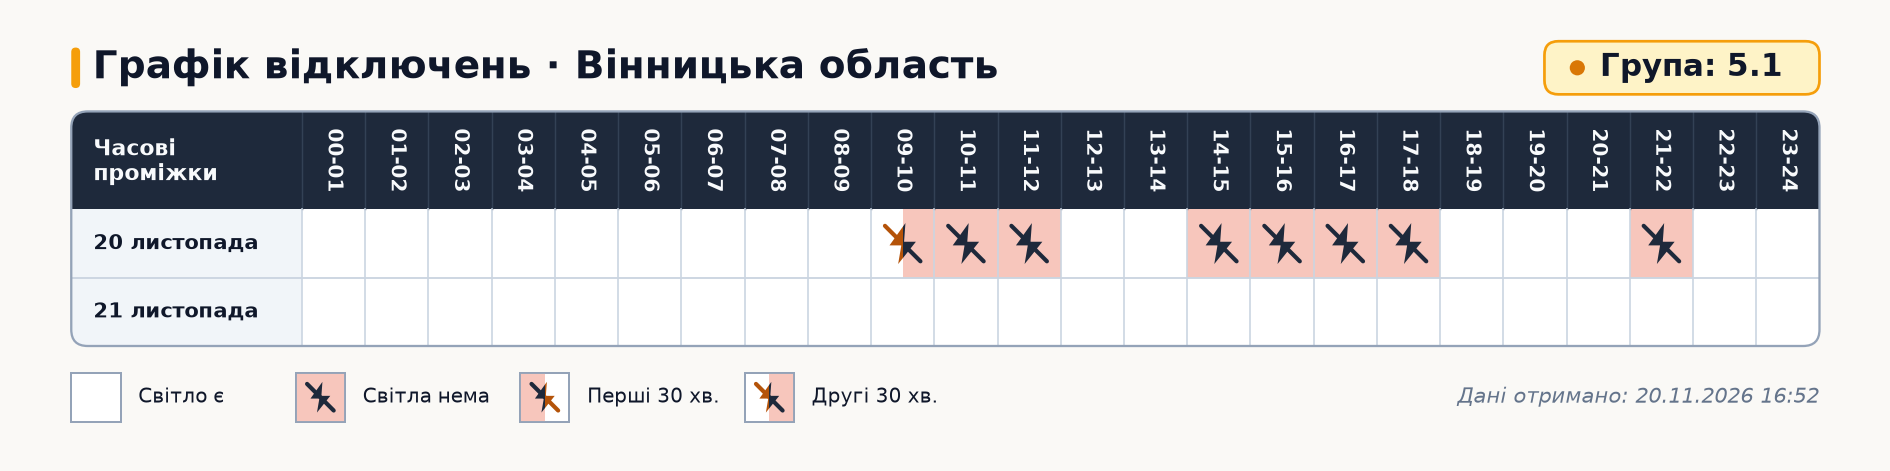 Графік відключень · Вінницька область
Група: 5.1
Часові
проміжки
00-01
01-02
02-03
03-04
04-05
05-06
06-07
07-08
08-09
09-10
10-11
11-12
12-13
13-14
14-15
15-16
16-17
17-18
18-19
19-20
20-21
21-22
22-23
23-24
20 листопада
21 листопада
Світло є
Світла нема
Перші 30 хв.
Другі 30 хв.
Дані отримано: 20.11.2026 16:52